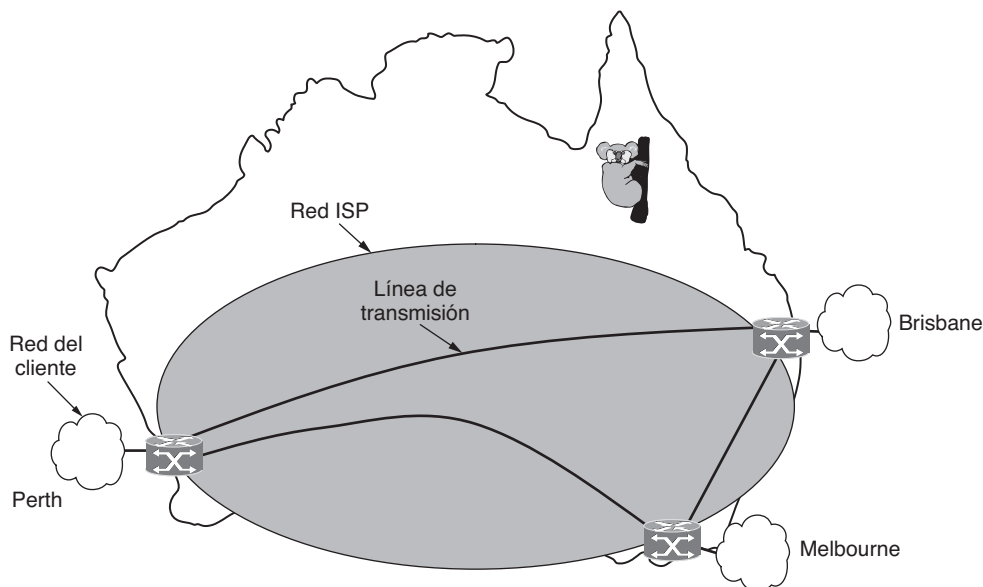 Red ISP
Línea de
transmisión
Brisbane
Red del
cliente
Perth
Melbourne